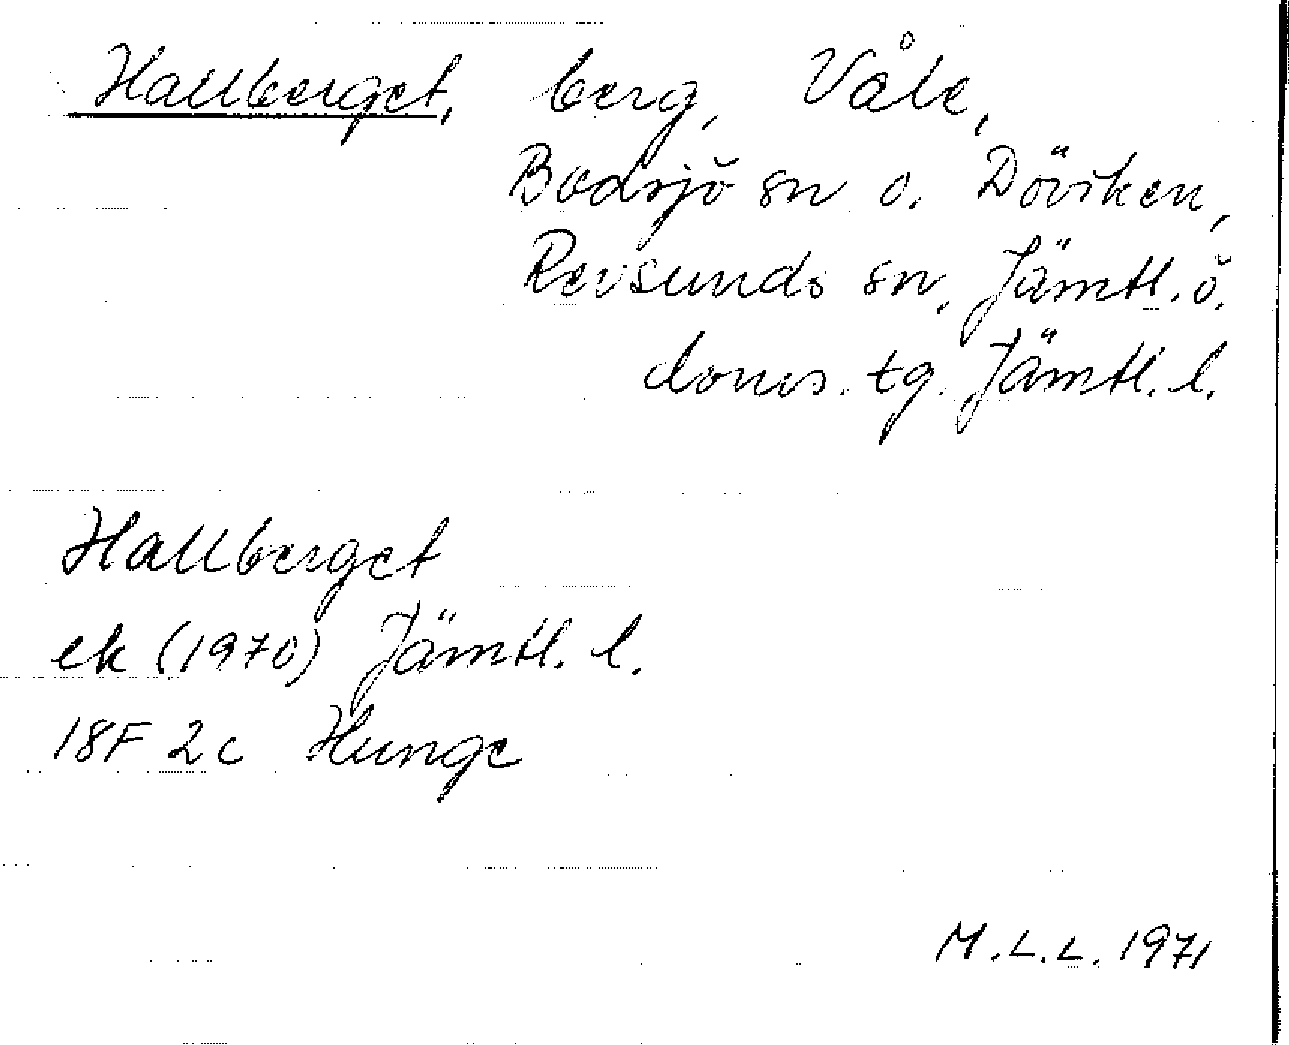 Hallberget, berg, Våle,
Bodsjö sn o. Döviken,
Revsunds sn, Jämtl. ö.
doms. tg. Jämtl. l.
Hallberget
ek (1970) Jämtl. l.
18F 2c Hunge
M.L.L. 1971